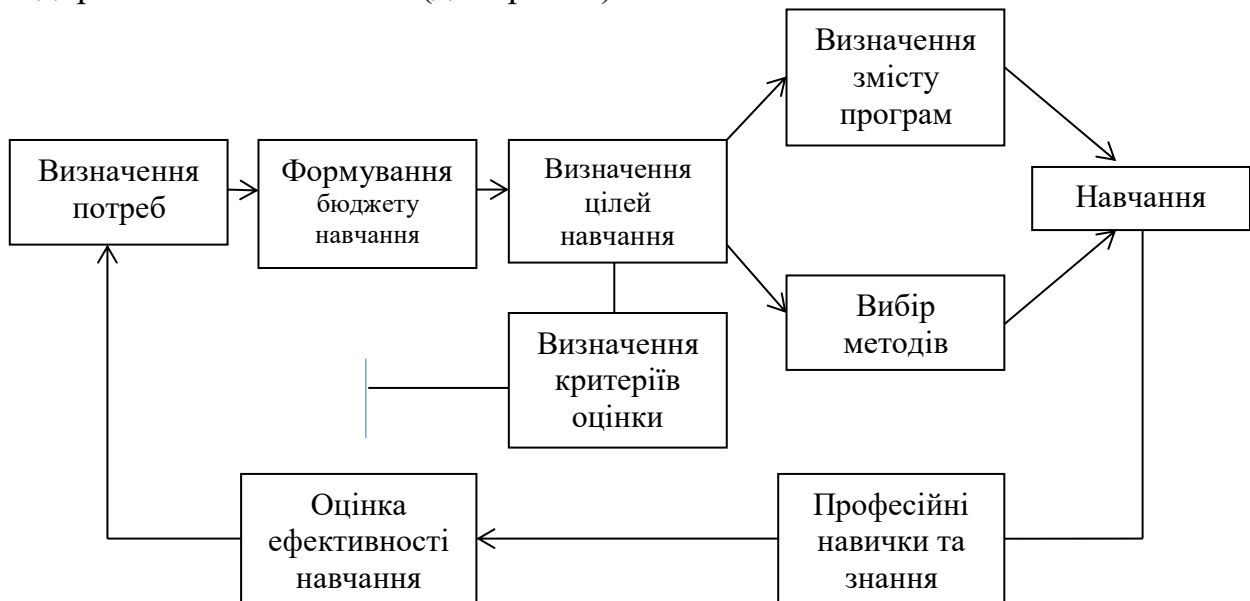 Визначення
змісту
програм
Визначення
потреб
Формування
бюджету
навчання
Визначення
цілей
навчання
Навчання
Вибір
методів
Визначення
критеріїв
оцінки
Оцінка
ефективності
навчання
Професійні
навички та
знання